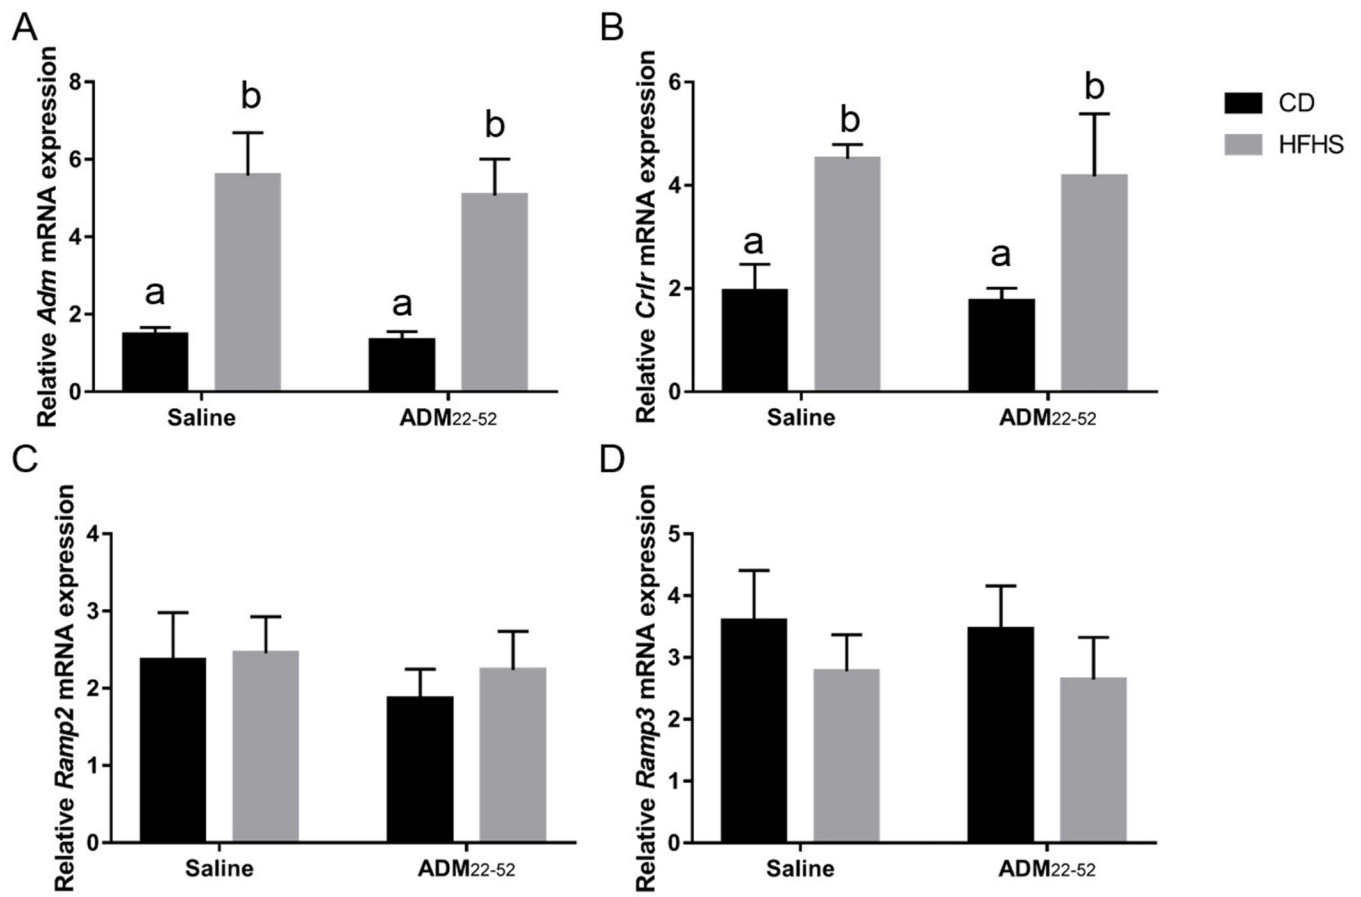 A
Relative Adm mRNA expression
8
6
4
2
0
a
b
a
b
Saline
ADM22-52
B
Relative Crlr mRNA expression
6
4
2
0
a
b
a
b
Saline
ADM22-52
CD
HFHS
C
Relative Ramp2 mRNA expression
4
3
2
1
0
Saline
ADM22-52
D
Relative Ramp3 mRNA expression
5
4
3
2
1
0
Saline
ADM22-52